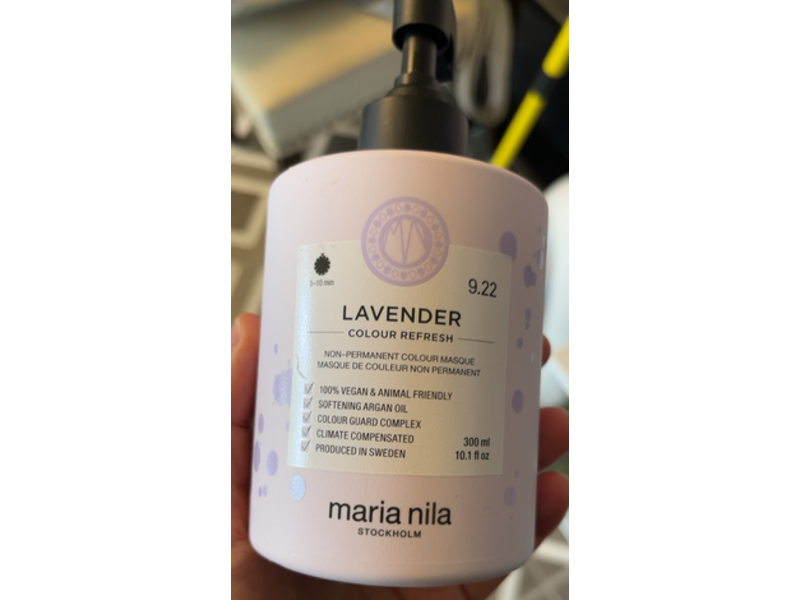 3-10 min
9.22
LAVENDER
COLOUR REFRESH
NON-PERMANENT COLOUR MASQUE
MASQUE DE COULEUR NON PERMANENT
100% VEGAN & ANIMAL FRIENDLY
SOFTENING ARGAN OIL
COLOUR GUARD COMPLEX
CLIMATE COMPENSATED
PRODUCED IN SWEDEN
300 ml
10.1 fl oz
maria nila
STOCKHOLM